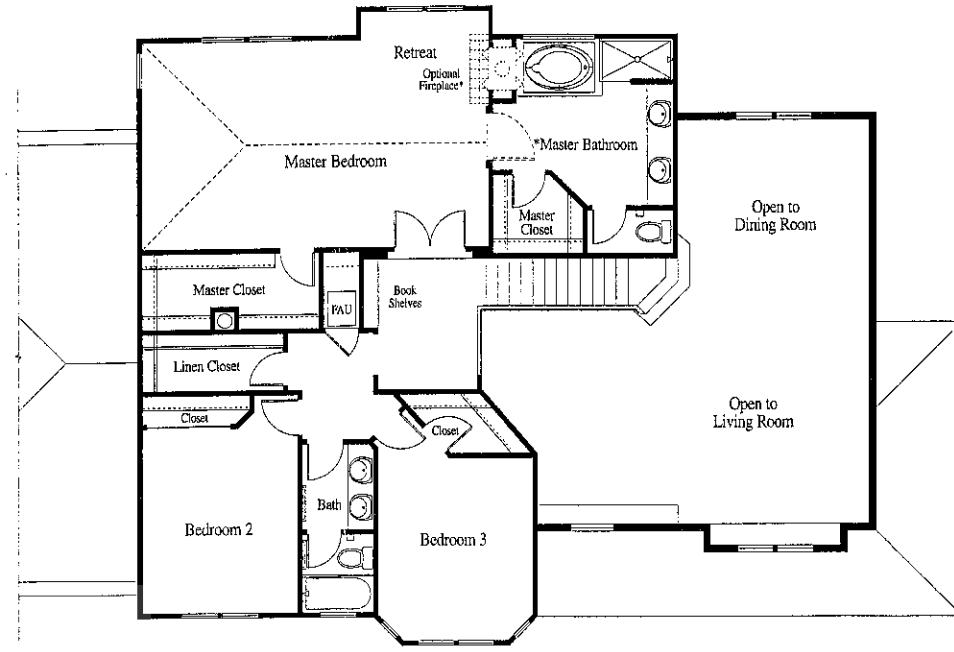 Retreat
Optional
Fireplace*
*Master Bathroom
Master Bedroom
Master
Closet
Open to
Dining Room
Master Closet
FAU
Book
Shelves
Linen Closet
Closet
Closet
Open to
Living Room
Bath
Bedroom 2
Bedroom 3